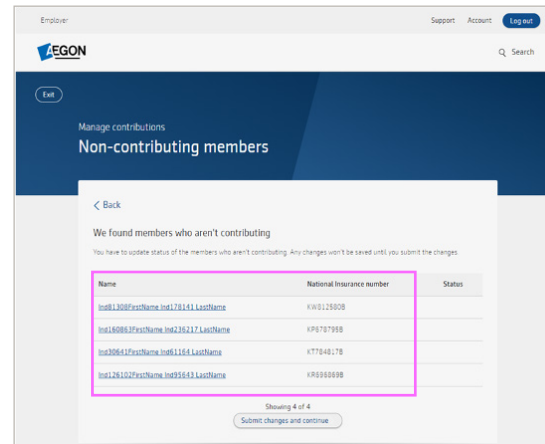 Employer Support Account Log out
AEGON Search
Exit
Manage contributions
Non-contributing members
Back
We found members who aren't contributing
You have to update status of the members who aren't contributing. Any changes won't be saved until you submit the changes.
Name National Insurance number Status
Ind81308FirstName Ind178141 LastName KW812580B
Ind160863FirstName Ind236217 LastName KP678795B
Ind30641FirstName Ind61164 LastName KT784817B
Ind126102FirstName Ind95643 LastName
Showing 4 of 4
Submit changes and continue